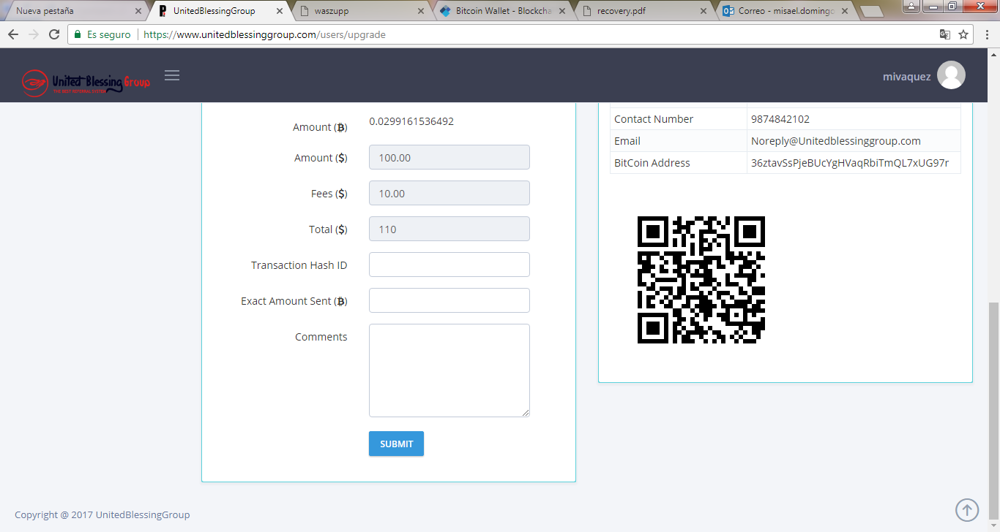 Nueva pestaña
UnitedBlessingGroup
waszupp
Bitcoin Wallet - Blockcha
recovery.pdf
Correo - misael.domingo
Es seguro
https://www.unitedblessinggroup.com/users/upgrade
United Blessing Group
THE BEST REFERRAL SYSTEM
mivaquez
Amount (₿) 0.0299161536492
Amount ($) 100.00
Fees ($) 10.00
Total ($) 110
Transaction Hash ID
Exact Amount Sent (₿)
Comments
SUBMIT
Contact Number 9874842102
Email Noreply@Unitedblessinggroup.com
BitCoin Address 36ztavSsPjeBUcYgHVaqRbiTmQL7xUG97r
Copyright @ 2017 UnitedBlessingGroup